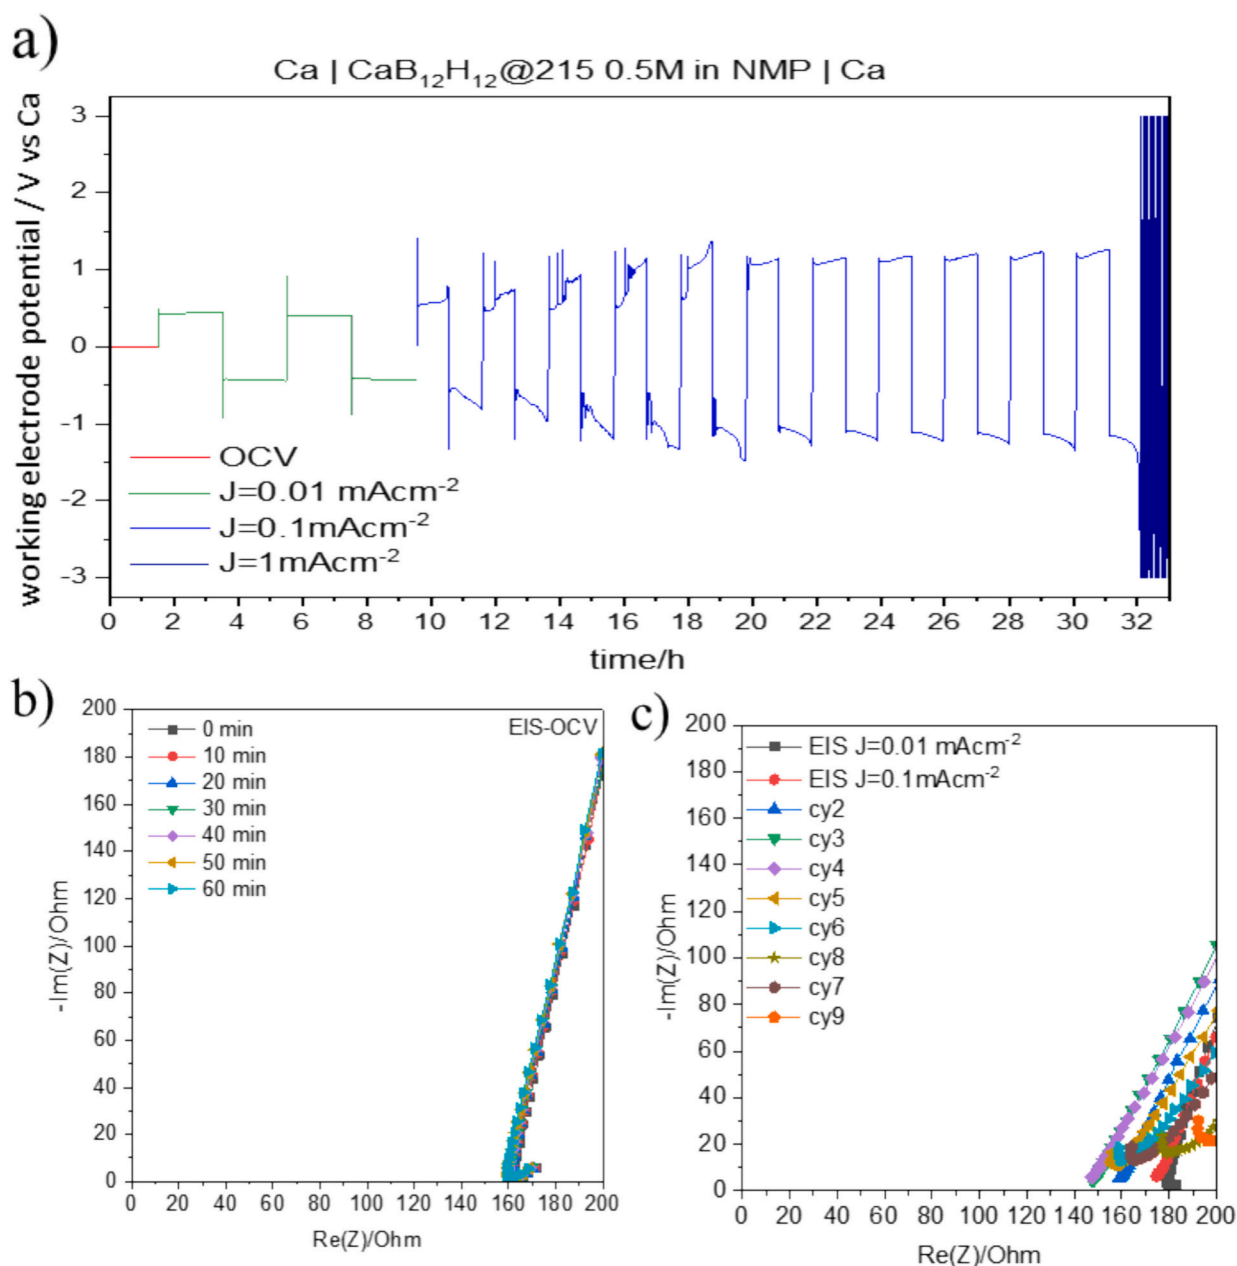 a)
Ca | CaB₁₂H₁₂@215 0.5M in NMP | Ca
working electrode potential / V vs Ca
3
2
1
0
-1
-2
-3
OCV
J=0.01 mAcm⁻²
J=0.1mAcm⁻²
J=1mAcm⁻²
0 2 4 6 8 10 12 14 16 18 20 22 24 26 28 30 32
time/h
b)
EIS-OCV
0 min
10 min
20 min
30 min
40 min
50 min
60 min
-Im(Z)/Ohm
200
180
160
140
120
100
80
60
40
20
0
0 20 40 60 80 100 120 140 160 180 200
Re(Z)/Ohm
c)
EIS J=0.01 mAcm⁻²
EIS J=0.1mAcm⁻²
cy2
cy3
cy4
cy5
cy6
cy8
cy7
cy9
-Im(Z)/Ohm
200
180
160
140
120
100
80
60
40
20
0
0 20 40 60 80 100 120 140 160 180 200
Re(Z)/Ohm